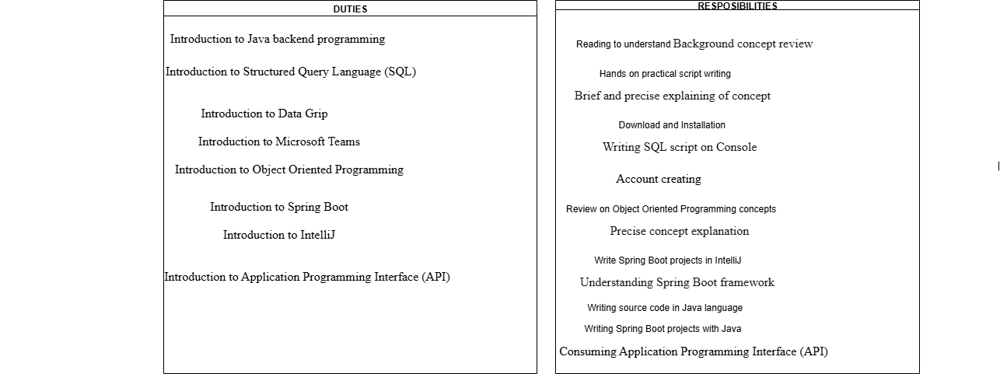 DUTIES
Introduction to Java backend programming
Introduction to Structured Query Language (SQL)
Introduction to Data Grip
Introduction to Microsoft Teams
Introduction to Object Oriented Programming
Introduction to Spring Boot
Introduction to IntelliJ
Introduction to Application Programming Interface (API)
RESPOSIBILITIES
Reading to understand Background concept review
Hands on practical script writing
Brief and precise explaining of concept
Download and Installation
Writing SQL script on Console
Account creating
Review on Object Oriented Programming concepts
Precise concept explanation
Write Spring Boot projects in IntelliJ
Understanding Spring Boot framework
Writing source code in Java language
Writing Spring Boot projects with Java
Consuming Application Programming Interface (API)